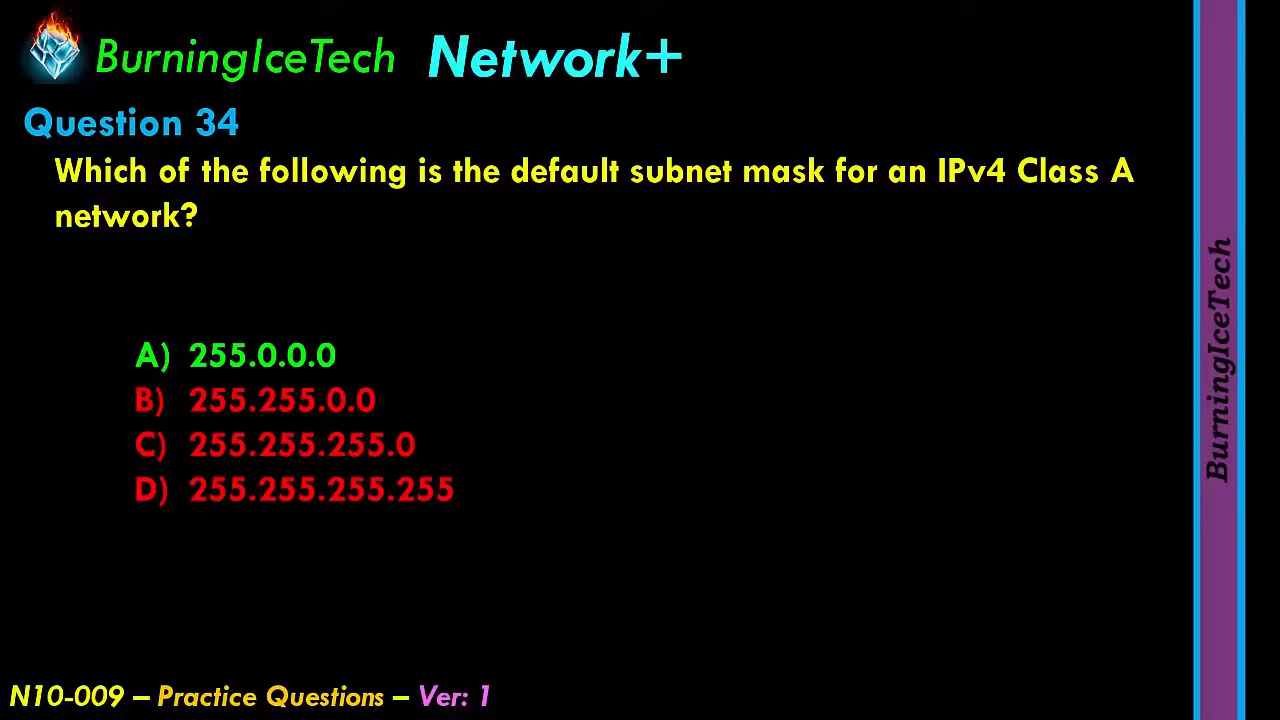 BurningIceTech Network+
Question 34
Which of the following is the default subnet mask for an IPv4 Class A
network?
A) 255.0.0.0
B) 255.255.0.0
C) 255.255.255.0
D) 255.255.255.255
N10-009 – Practice Questions – Ver: 1
BurningIceTech